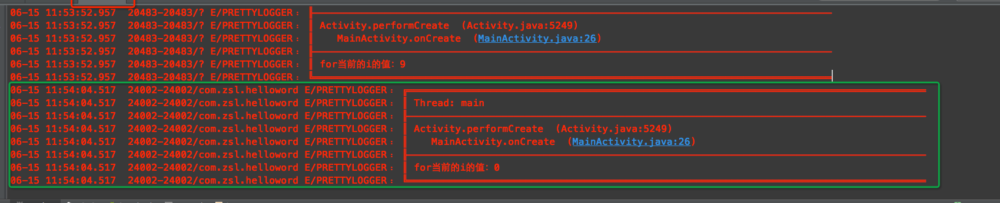 06-15 11:53:52.957 20483-20483/? E/PRETTYLOGGER:
06-15 11:53:52.957 20483-20483/? E/PRETTYLOGGER: Activity.performCreate (Activity.java:5249)
06-15 11:53:52.957 20483-20483/? E/PRETTYLOGGER: MainActivity.onCreate (MainActivity.java:26)
06-15 11:53:52.957 20483-20483/? E/PRETTYLOGGER:
06-15 11:53:52.957 20483-20483/? E/PRETTYLOGGER: for当前的i的值: 9
06-15 11:53:52.957 20483-20483/? E/PRETTYLOGGER:
06-15 11:54:04.517 24002-24002/com.zsl.helloword E/PRETTYLOGGER:
06-15 11:54:04.517 24002-24002/com.zsl.helloword E/PRETTYLOGGER: Thread: main
06-15 11:54:04.517 24002-24002/com.zsl.helloword E/PRETTYLOGGER:
06-15 11:54:04.517 24002-24002/com.zsl.helloword E/PRETTYLOGGER: Activity.performCreate (Activity.java:5249)
06-15 11:54:04.517 24002-24002/com.zsl.helloword E/PRETTYLOGGER: MainActivity.onCreate (MainActivity.java:26)
06-15 11:54:04.517 24002-24002/com.zsl.helloword E/PRETTYLOGGER:
06-15 11:54:04.517 24002-24002/com.zsl.helloword E/PRETTYLOGGER: for当前的i的值: 0
06-15 11:54:04.517 24002-24002/com.zsl.helloword E/PRETTYLOGGER: